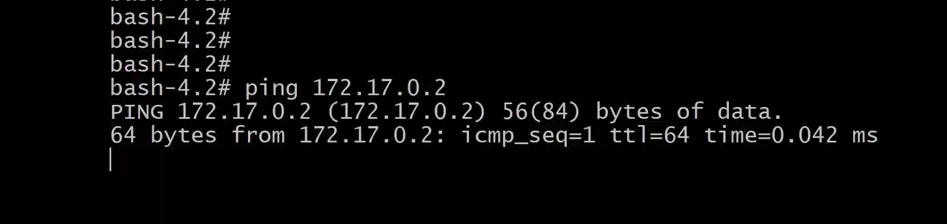 bash-4.2#
bash-4.2#
bash-4.2#
bash-4.2# ping 172.17.0.2
PING 172.17.0.2 (172.17.0.2) 56(84) bytes of data.
64 bytes from 172.17.0.2: icmp_seq=1 ttl=64 time=0.042 ms